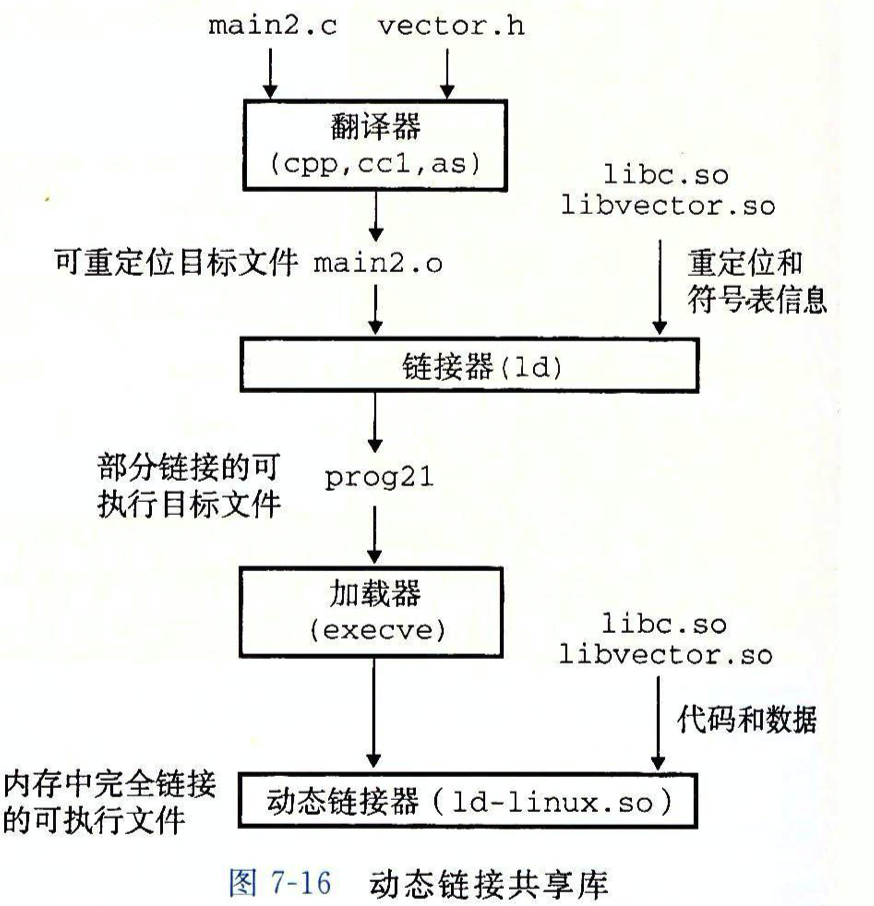 main2.c vector.h
翻译器
(cpp,cc1,as)
libc.so
libvector.so
可重定位目标文件 main2.o
重定位和
符号表信息
链接器(ld)
部分链接的可
执行目标文件
prog21
加载器
(execve)
libc.so
libvector.so
代码和数据
内存中完全链接
的可执行文件
动态链接器(ld-linux.so)
图 7-16 动态链接共享库